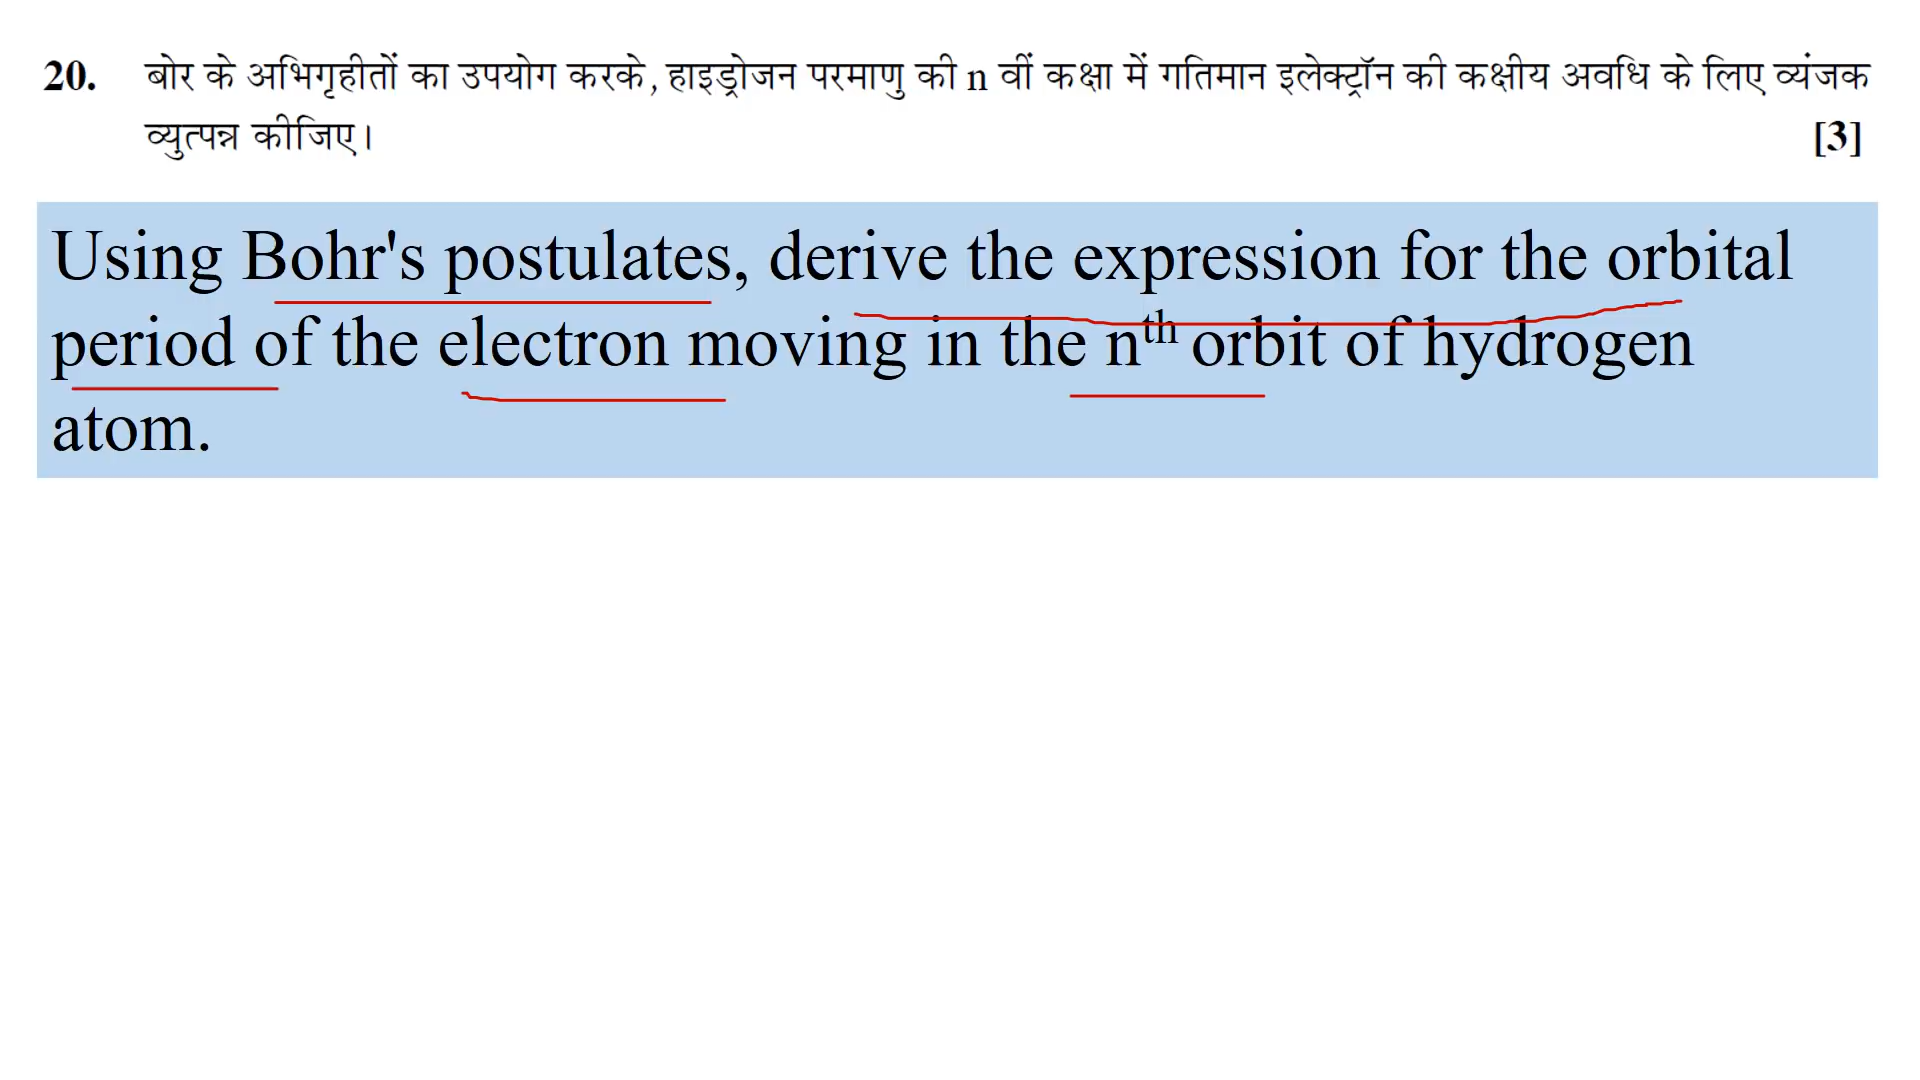 20. बोर के अभिगृहीतों का उपयोग करके, हाइड्रोजन परमाणु की n वीं कक्षा में गतिमान इलेक्ट्रॉन की कक्षीय अवधि के लिए व्यंजक
व्युत्पन्न कीजिए। [3]
Using Bohr's postulates, derive the expression for the orbital
period of the electron moving in the nth orbit of hydrogen
atom.